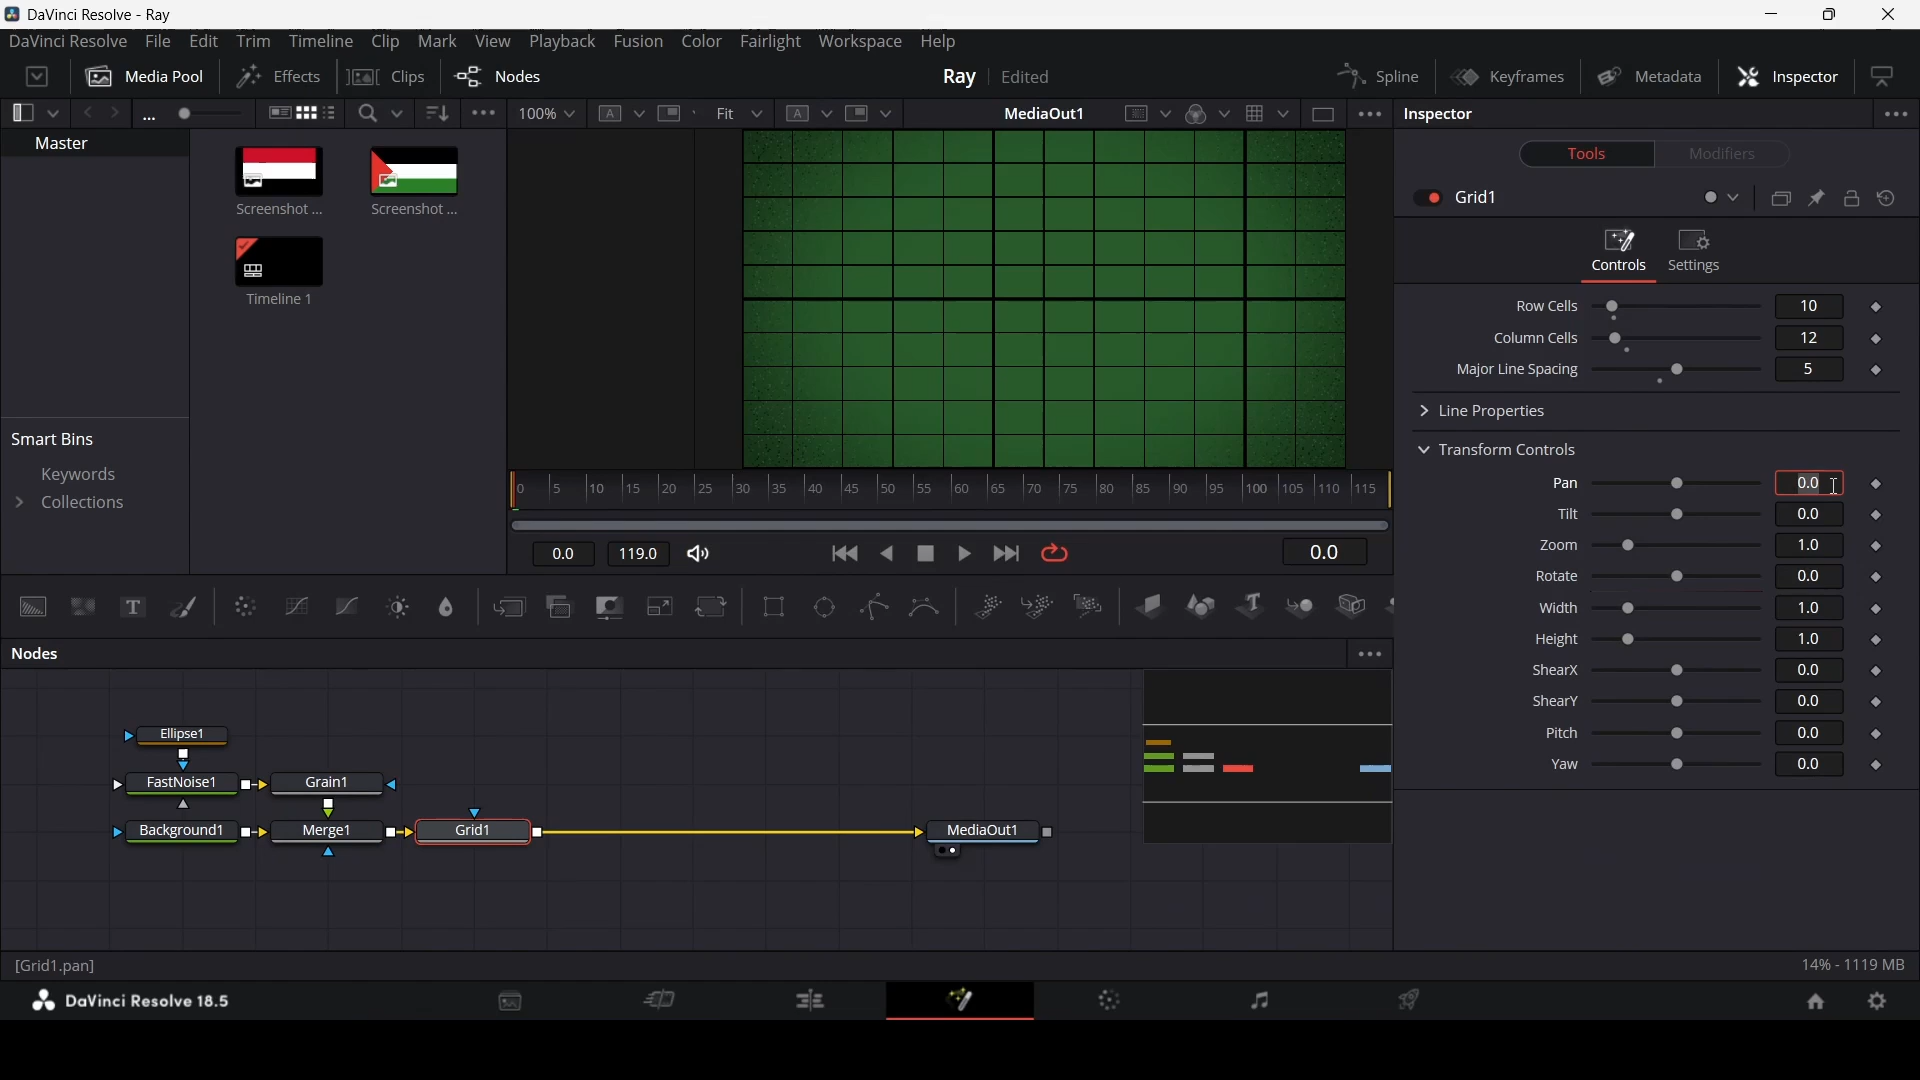 DaVinci Resolve - Ray
DaVinci Resolve File Edit Trim Timeline Clip Mark View Playback Fusion Color Fairlight Workspace Help
Media Pool Effects Clips Nodes Ray Edited Spline Keyframes Metadata Inspector
... 100% A Fit A MediaOut1 Inspector
Master
Screenshot ... Screenshot ...
Timeline 1
Smart Bins
Keywords
Collections
0 5 10 15 20 25 30 35 40 45 50 55 60 65 70 75 80 85 90 95 100 105 110 115
0.0 119.0 0.0
Tools Modifiers
Grid1
Controls Settings
Row Cells 10
Column Cells 12
Major Line Spacing 5
Line Properties
Transform Controls
Pan 0.0
Tilt 0.0
Zoom 1.0
Rotate 0.0
Width 1.0
Height 1.0
ShearX 0.0
ShearY 0.0
Pitch 0.0
Yaw 0.0
T T
Nodes
Ellipse1
FastNoise1 Grain1
Background1 Merge1 Grid1 MediaOut1
[Grid1.pan] 14% - 1119 MB
DaVinci Resolve 18.5